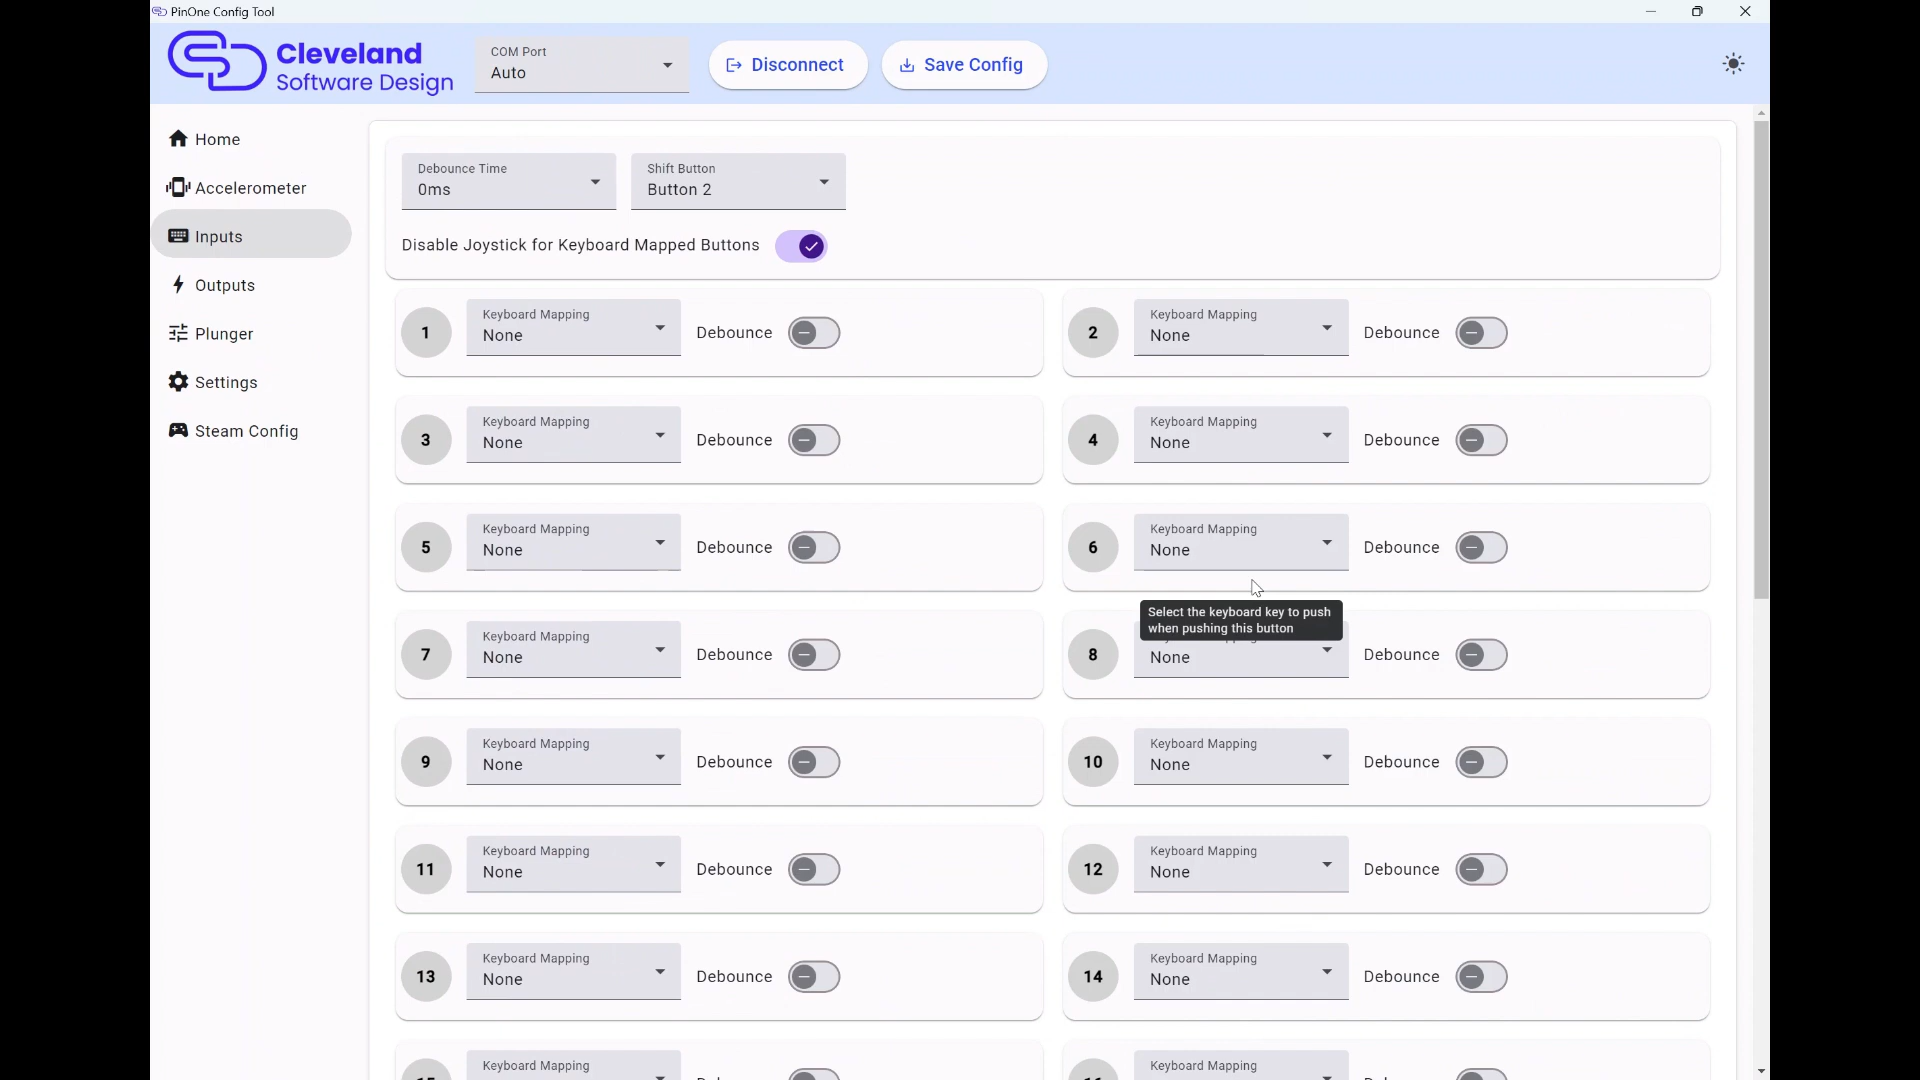 PinOne Config Tool
Cleveland
Software Design
COM Port
Auto
Disconnect
Save Config
Home
Accelerometer
Inputs
Outputs
Plunger
Settings
Steam Config
Debounce Time
0ms
Shift Button
Button 2
Disable Joystick for Keyboard Mapped Buttons
1
Keyboard Mapping
None
Debounce
2
Keyboard Mapping
None
Debounce
3
Keyboard Mapping
None
Debounce
4
Keyboard Mapping
None
Debounce
5
Keyboard Mapping
None
Debounce
6
Keyboard Mapping
None
Debounce
Select the keyboard key to push
when pushing this button
7
Keyboard Mapping
None
Debounce
8
None
Debounce
9
Keyboard Mapping
None
Debounce
10
Keyboard Mapping
None
Debounce
11
Keyboard Mapping
None
Debounce
12
Keyboard Mapping
None
Debounce
13
Keyboard Mapping
None
Debounce
14
Keyboard Mapping
None
Debounce
Keyboard Mapping
Keyboard Mapping